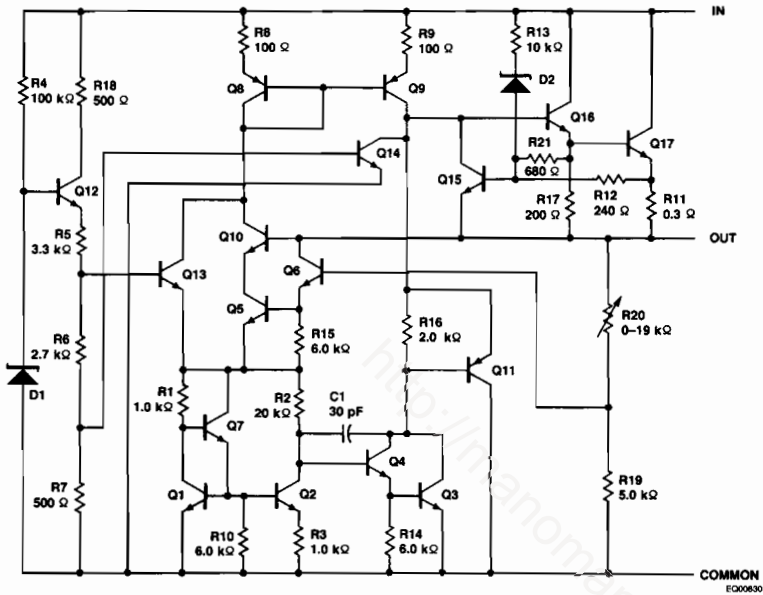 IN
R8
100 Ω
R9
100 Ω
R13
10 kΩ
D2
R4
100 kΩ
R18
500 Ω
Q8
Q9
Q16
Q14
R21
680 Ω
Q17
Q12
Q15
R12
240 Ω
R17
200 Ω
R11
0.3 Ω
R5
3.3 kΩ
Q10
OUT
Q13
Q6
Q5
R20
0–19 kΩ
R6
2.7 kΩ
R15
6.0 kΩ
R16
2.0 kΩ
D1
Q11
R1
1.0 kΩ
R2
20 kΩ
C1
30 pF
Q7
Q4
R7
500 Ω
Q1
Q2
Q3
R19
5.0 kΩ
R10
6.0 kΩ
R3
1.0 kΩ
R14
6.0 kΩ
COMMON
EQ00630
http://manoma